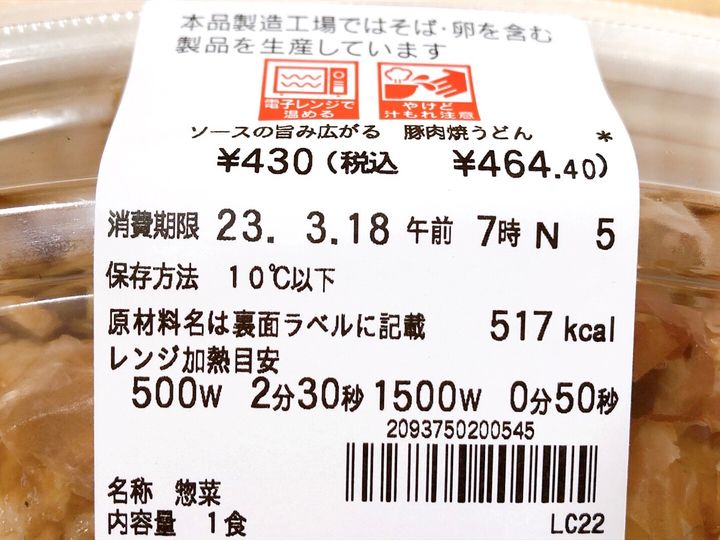 本品製造工場ではそば・卵を含む
製品を生産しています
電子レンジで
温める
やけど
汁もれ注意
ソースの旨み広がる 豚肉焼うどん *
¥430(税込 ¥464.40)
消費期限 23. 3.18 午前 7時 N 5
保存方法 10℃以下
原材料名は裏面ラベルに記載 517 kcal
レンジ加熱目安
500W 2分30秒 1500W 0分50秒
2093750200545
名称 惣菜
内容量 1食
LC22